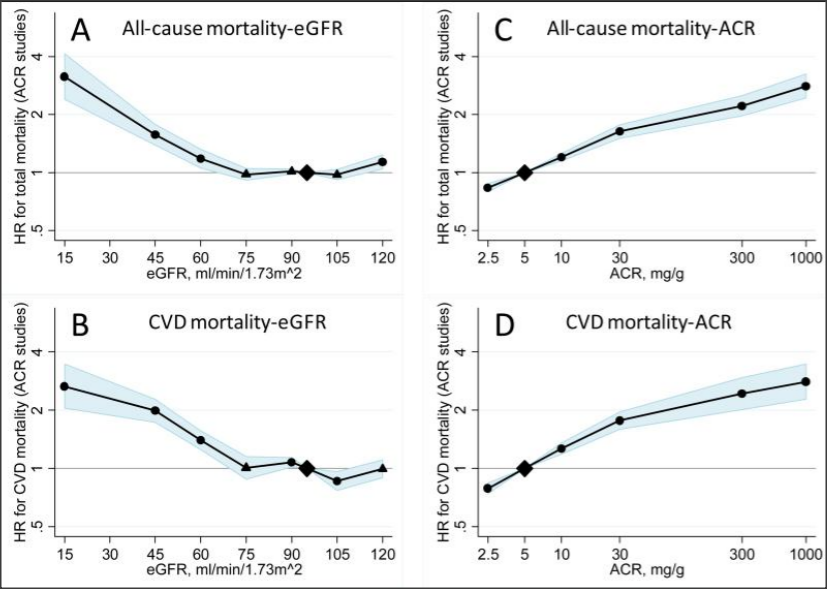 A All-cause mortality-eGFR
HR for total mortality (ACR studies)
4
2
1
.5
15 30 45 60 75 90 105 120
eGFR, ml/min/1.73m^2
C All-cause mortality-ACR
HR for total mortality (ACR studies)
4
2
1
.5
2.5 5 10 30 300 1000
ACR, mg/g
B CVD mortality-eGFR
HR for CVD mortality (ACR studies)
4
2
1
.5
15 30 45 60 75 90 105 120
eGFR, ml/min/1.73m^2
D CVD mortality-ACR
HR for CVD mortality (ACR studies)
4
2
1
.5
2.5 5 10 30 300 1000
ACR, mg/g